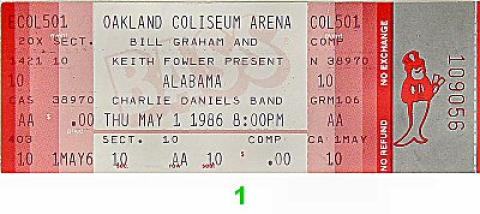 ECOL501 OAKLAND COLISEUM ARENA COL501
20X SECT. BILL GRAHAM AND COMP
1421 10 KEITH FOWLER PRESENT N 38970
10 ALABAMA 10
CAS 38970 CHARLIE DANIELS BAND GRM106
AA .00 THU MAY 1 1986 8:00PM AA
403 SECT. 10 COMP CA 1MAY
10 1MAY6 10 AA 10 $ .00 10 10
NO REFUND NO EXCHANGE
109056
1